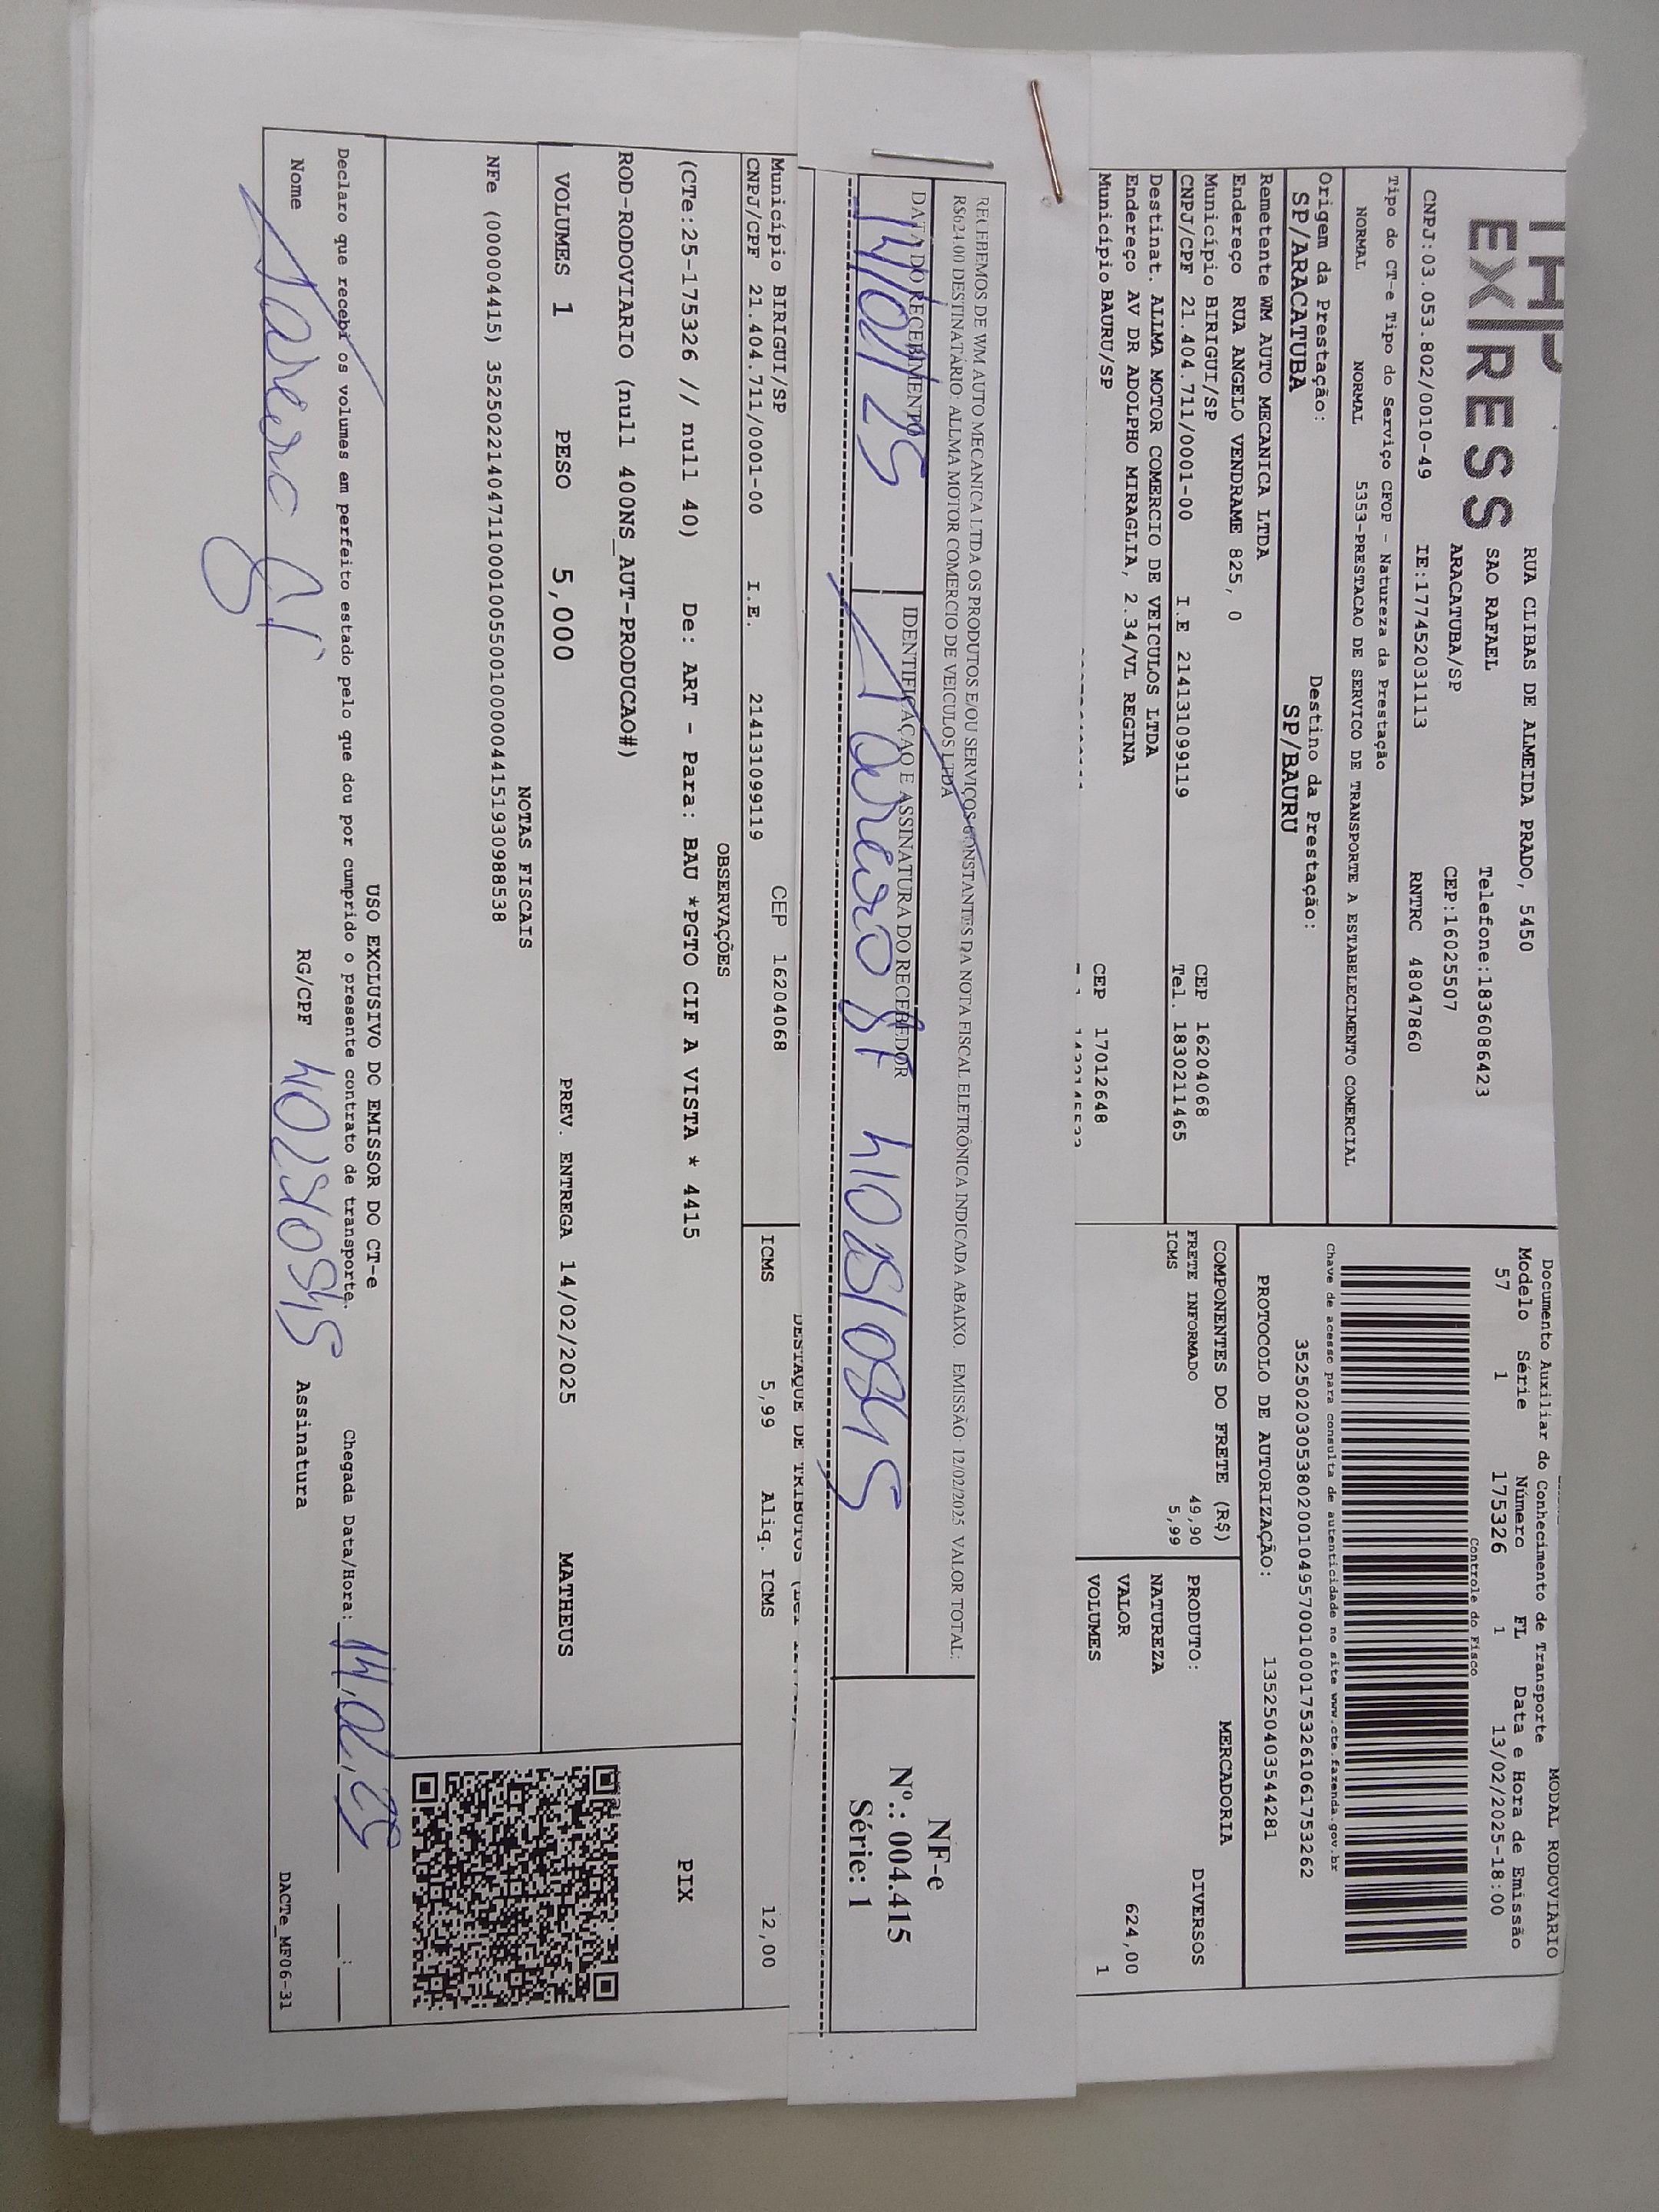 EXPRESS
RUA CLIBAS DE ALMEIDA PRADO, 5450
SAO RAFAEL Telefone:1836086423
ARACATUBA/SP CEP:16025507
CNPJ:03.053.802/0010-49 IE:177452031113 RNTRC 48047860
Documento Auxiliar do Conhecimento de Transporte MODAL RODOVIÁRIO
Modelo Série Número FL Data e Hora de Emissão
57 1 175326 1 13/02/2025-18:00
Controle do Fisco
Chave de acesso para consulta de autenticidade no site www.cte.fazenda.gov.br
35250203053802001049570010001753261061753262
PROTOCOLO DE AUTORIZAÇÃO: 135250403544281
Tipo do CT-e Tipo do Serviço CFOP - Natureza da Prestação
NORMAL NORMAL 5353-PRESTACAO DE SERVICO DE TRANSPORTE A ESTABELECIMENTO COMERCIAL
Origem da Prestação: Destino da Prestação:
SP/ARACATUBA SP/BAURU
Remetente WM AUTO MECANICA LTDA
Endereço RUA ANGELO VENDRAME 825, 0
Município BIRIGUI/SP CEP 16204068
CNPJ/CPF 21.404.711/0001-00 I.E 214131099119 Tel. 1830211465
Destinat. ALLMA MOTOR COMERCIO DE VEICULOS LTDA
Endereço AV DR ADOLPHO MIRAGLIA, 2.34/VL REGINA
Município BAURU/SP CEP 17012648
COMPONENTES DO FRETE (R$)
FRETE INFORMADO 49,90
ICMS 5,99
MERCADORIA
PRODUTO: DIVERSOS
NATUREZA
VALOR 624,00
VOLUMES 1
RECEBEMOS DE WM AUTO MECANICA LTDA OS PRODUTOS E/OU SERVIÇOS CONSTANTES DA NOTA FISCAL ELETRÔNICA INDICADA ABAIXO. EMISSÃO: 12/02/2025 VALOR TOTAL:
R$624.00 DESTINATÁRIO: ALLMA MOTOR COMERCIO DE VEICULOS LTDA
DATA DO RECEBIMENTO IDENTIFICAÇÃO E ASSINATURA DO RECEBEDOR
NF-e
Nº.: 004.415
Série: 1
DESTAQUE DE TRIBUTOS
Município BIRIGUI/SP CEP 16204068
CNPJ/CPF 21.404.711/0001-00 I.E. 214131099119
ICMS 5,99 Aliq. ICMS 12,00
OBSERVAÇÕES
(CTe:25-175326 // null 40) De: ART - Para: BAU *PGTO CIF A VISTA * 4415
ROD-RODOVIARIO (null 400NS_AUT-PRODUCAO#)
PIX
VOLUMES 1 PESO 5,000 PREV. ENTREGA 14/02/2025 MATHEUS
NOTAS FISCAIS
NFe (000004415) 35250221404711000100550010000044151930988538
USO EXCLUSIVO DO EMISSOR DO CT-e
Declaro que recebi os volumes em perfeito estado pelo que dou por cumprido o presente contrato de transporte. Chegada Data/Hora:
Nome RG/CPF Assinatura
DACTe_MF06-31